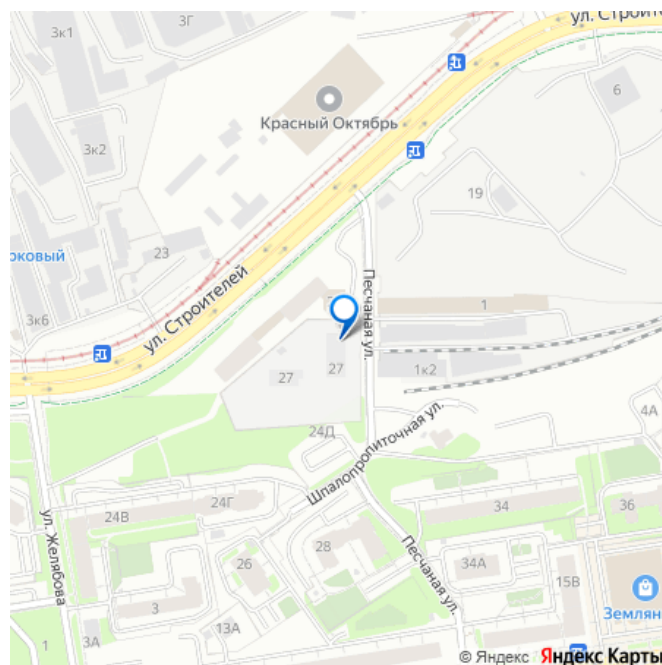 3к1
3Г
ул. Строителей
6
Красный Октябрь
3к2
19
23
оковый
ул. Строителей
Песчаная ул.
1
3к6
27
27
1к2
24Д
Шпалопропиточная ул.
4А
24Г
24В
34
36
ул. Желябова
28
Песчаная ул.
26
34А
15В
3
13А
Землян
1
3А
© Яндекс Яндекс Карты